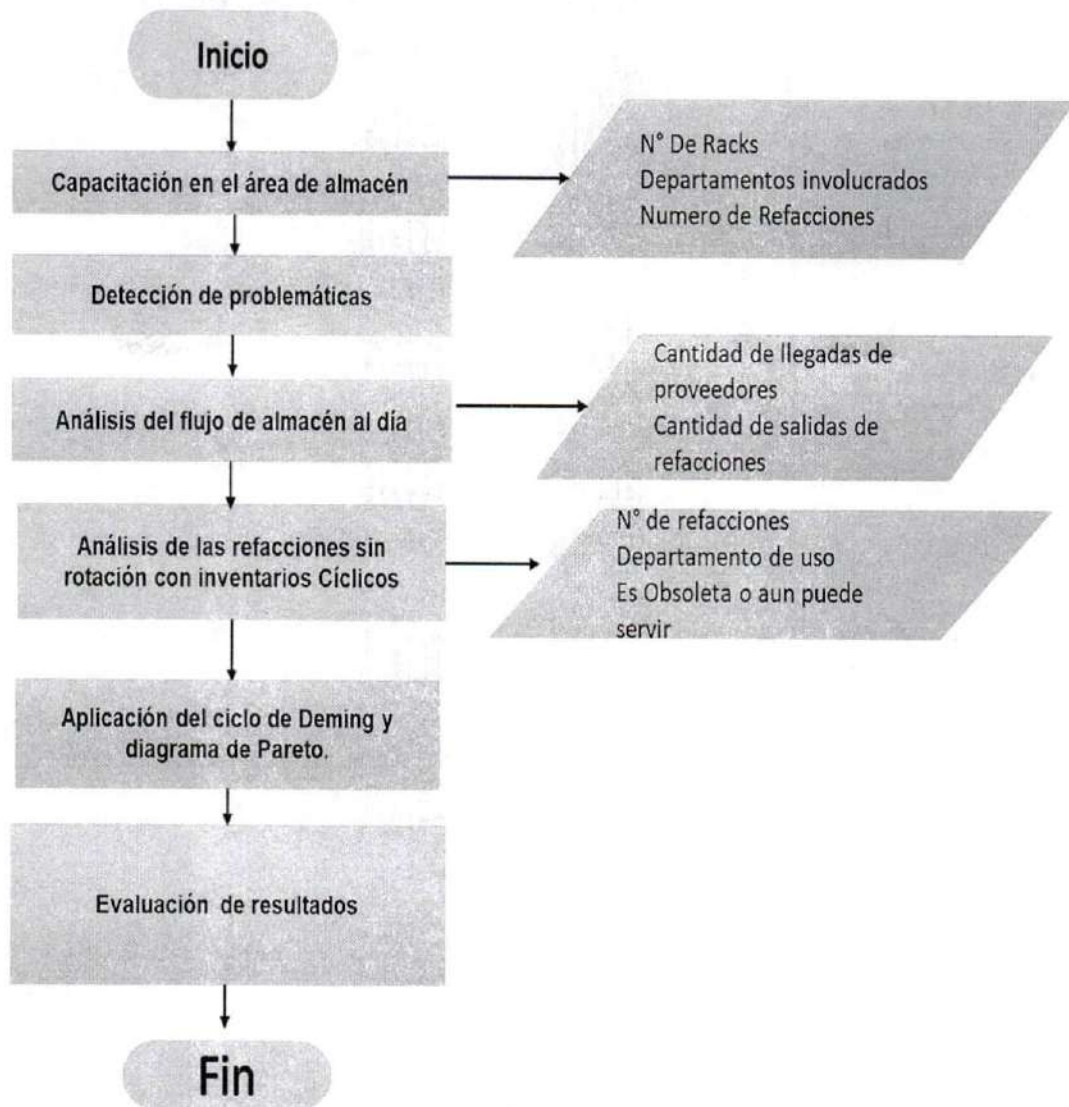 Inicio
Capacitación en el área de almacén
N° De Racks
Departamentos involucrados
Numero de Refacciones
Detección de problemáticas
Análisis del flujo de almacén al día
Cantidad de llegadas de
proveedores
Cantidad de salidas de
refacciones
Análisis de las refacciones sin
rotación con inventarios Cíclicos
N° de refacciones
Departamento de uso
Es Obsoleta o aun puede
servir
Aplicación del ciclo de Deming y
diagrama de Pareto.
Evaluación de resultados
Fin